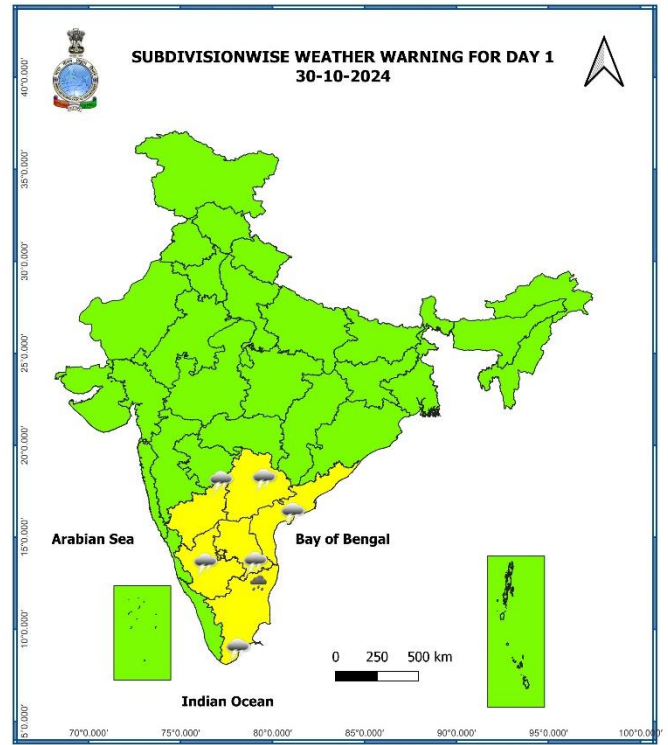 SUBDIVISIONWISE WEATHER WARNING FOR DAY 1
30-10-2024
40°0.000'
35°0.000'
30°0.000'
25°0.000'
20°0.000'
15°0.000'
10°0.000'
5°0.000'
Arabian Sea
Bay of Bengal
0 250 500 km
Indian Ocean
70°0.000' 75°0.000' 80°0.000' 85°0.000' 90°0.000' 95°0.000' 100°0.000'